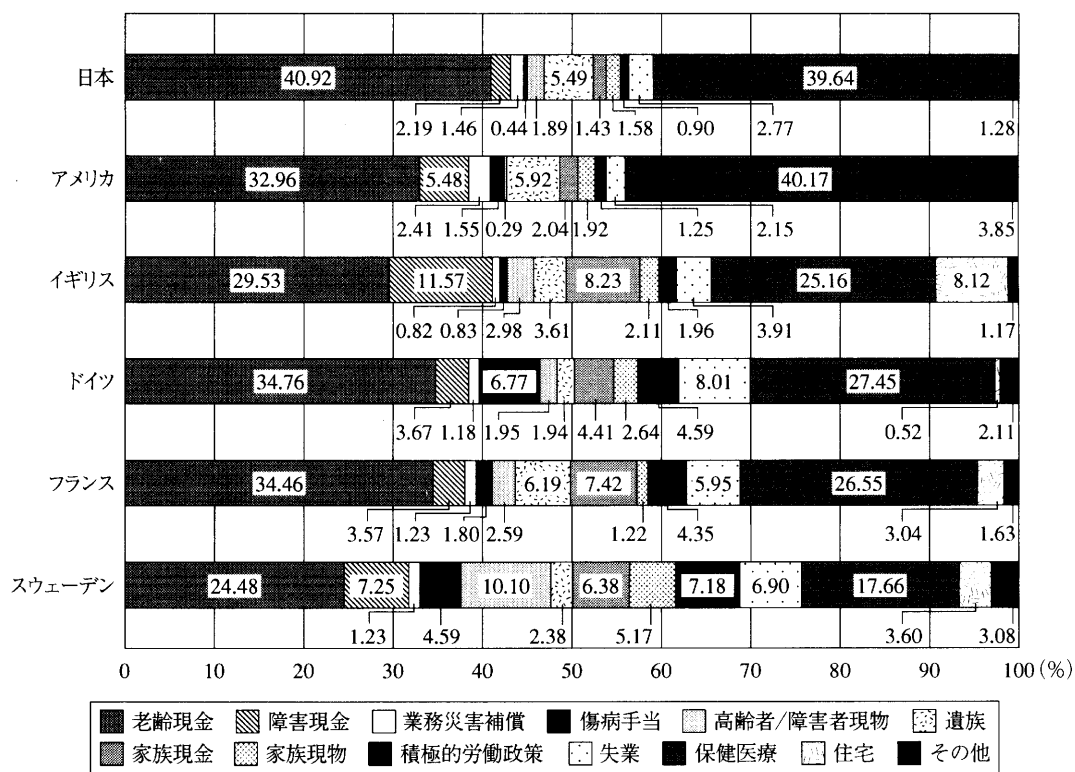 日本
40.92 5.49 39.64
2.19 1.46 0.44 1.89 1.43 1.58 0.90 2.77 1.28
アメリカ
32.96 5.48 5.92 40.17
2.41 1.55 0.29 2.04 1.92 1.25 2.15 3.85
イギリス
29.53 11.57 8.23 25.16 8.12
0.82 0.83 2.98 3.61 2.11 1.96 3.91 1.17
ドイツ
34.76 6.77 8.01 27.45
3.67 1.18 1.95 1.94 4.41 2.64 4.59 0.52 2.11
フランス
34.46 6.19 7.42 5.95 26.55
3.57 1.23 1.80 2.59 1.22 4.35 3.04 1.63
スウェーデン
24.48 7.25 10.10 6.38 7.18 6.90 17.66
1.23 4.59 2.38 5.17 3.60 3.08
0 10 20 30 40 50 60 70 80 90 100 (%)
老齢現金 障害現金 業務災害補償 傷病手当 高齢者/障害者現物 遺族
家族現金 家族現物 積極的労働政策 失業 保健医療 住宅 その他